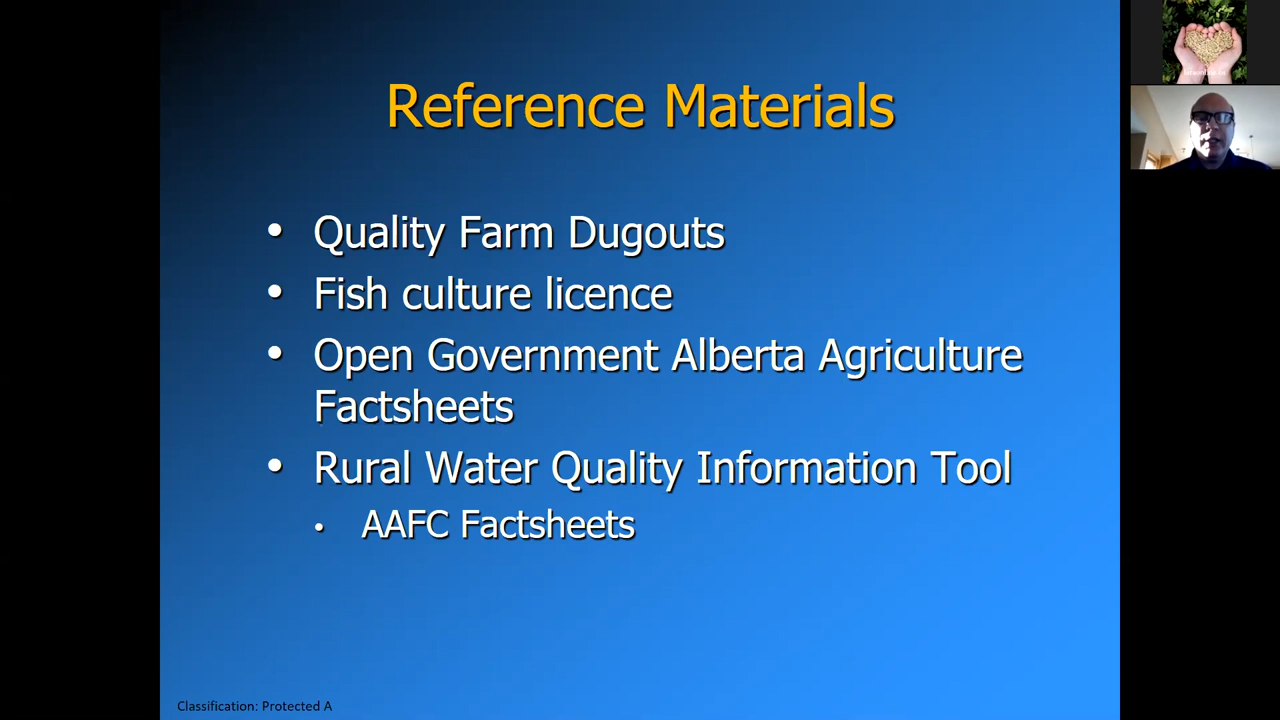 Reference Materials
• Quality Farm Dugouts
• Fish culture licence
• Open Government Alberta Agriculture
Factsheets
• Rural Water Quality Information Tool
• AAFC Factsheets
Classification: Protected A